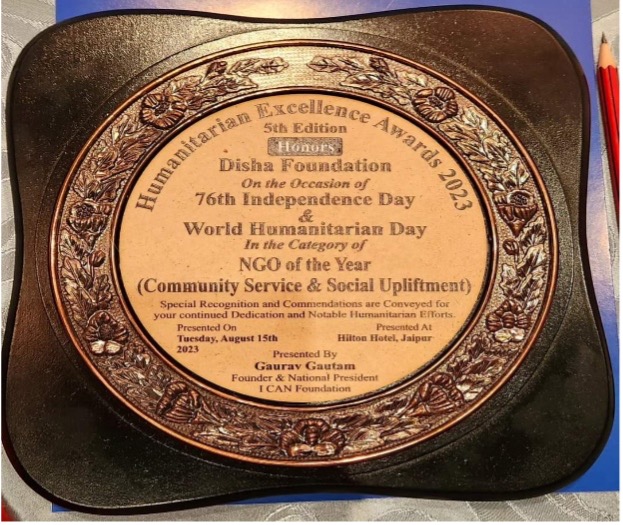 Humanitarian Excellence Awards 2023
5th Edition
Honors
Disha Foundation
On the Occasion of
76th Independence Day
&
World Humanitarian Day
In the Category of
NGO of the Year
(Community Service & Social Upliftment)
Special Recognition and Commendations are Conveyed for
your continued Dedication and Notable Humanitarian Efforts.
Presented On
Tuesday, August 15th
2023
Presented At
Hilton Hotel, Jaipur
Presented By
Gaurav Gautam
Founder & National President
I CAN Foundation